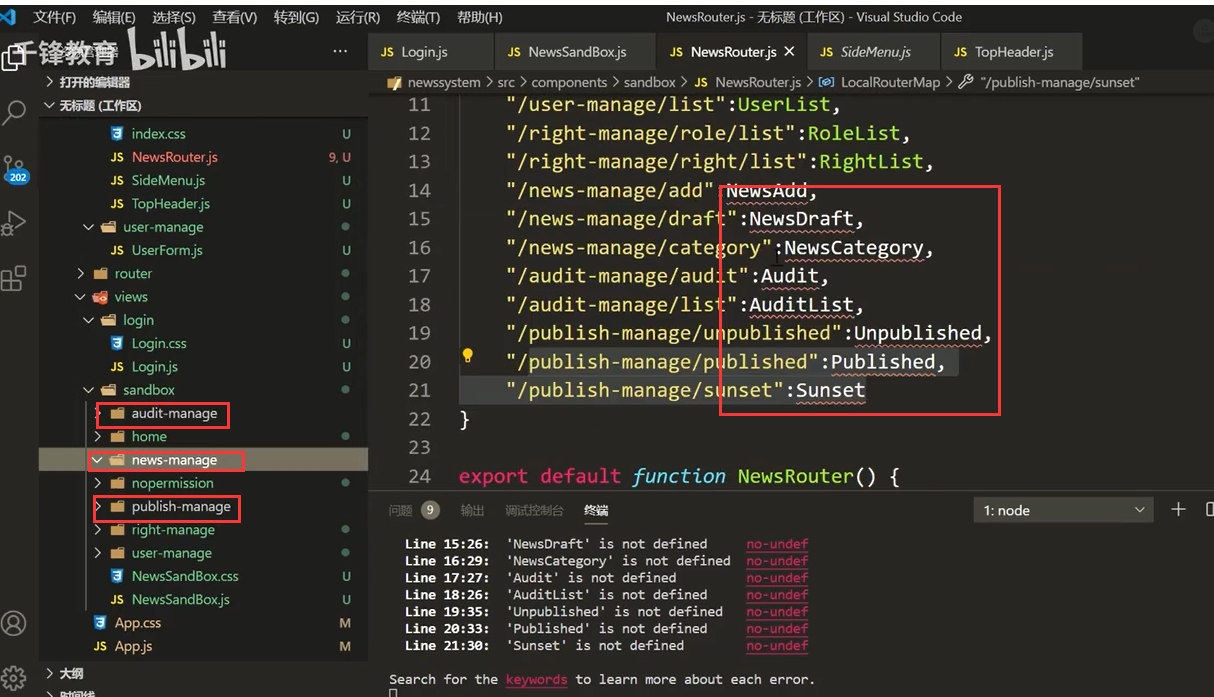 文件(F) 编辑(E) 选择(S) 查看(V) 转到(G) 运行(R) 终端(T) 帮助(H) NewsRouter.js - 无标题 (工作区) - Visual Studio Code
千锋教育 bilibili
JS Login.js JS NewsSandBox.js JS NewsRouter.js JS SideMenu.js JS TopHeader.js
newssystem > src > components > sandbox > JS NewsRouter.js > LocalRouterMap > "/publish-manage/sunset"
打开的编辑器
无标题 (工作区)
index.css U
JS NewsRouter.js 9, U
JS SideMenu.js U
JS TopHeader.js U
user-manage
JS UserForm.js U
router
views
login
Login.css U
JS Login.js U
sandbox
audit-manage
home
news-manage
nopermission
publish-manage
right-manage
user-manage
NewsSandBox.css U
JS NewsSandBox.js U
App.css M
JS App.js M
大纲
时间线
202
11 "/user-manage/list":UserList,
12 "/right-manage/role/list":RoleList,
13 "/right-manage/right/list":RightList,
14 "/news-manage/add":NewsAdd,
15 "/news-manage/draft":NewsDraft,
16 "/news-manage/category":NewsCategory,
17 "/audit-manage/audit":Audit,
18 "/audit-manage/list":AuditList,
19 "/publish-manage/unpublished":Unpublished,
20 "/publish-manage/published":Published,
21 "/publish-manage/sunset":Sunset
22 }
23
24 export default function NewsRouter() {
问题 9 输出 调试控制台 终端 1: node
Line 15:26: 'NewsDraft' is not defined no-undef
Line 16:29: 'NewsCategory' is not defined no-undef
Line 17:27: 'Audit' is not defined no-undef
Line 18:26: 'AuditList' is not defined no-undef
Line 19:35: 'Unpublished' is not defined no-undef
Line 20:33: 'Published' is not defined no-undef
Line 21:30: 'Sunset' is not defined no-undef
Search for the keywords to learn more about each error.